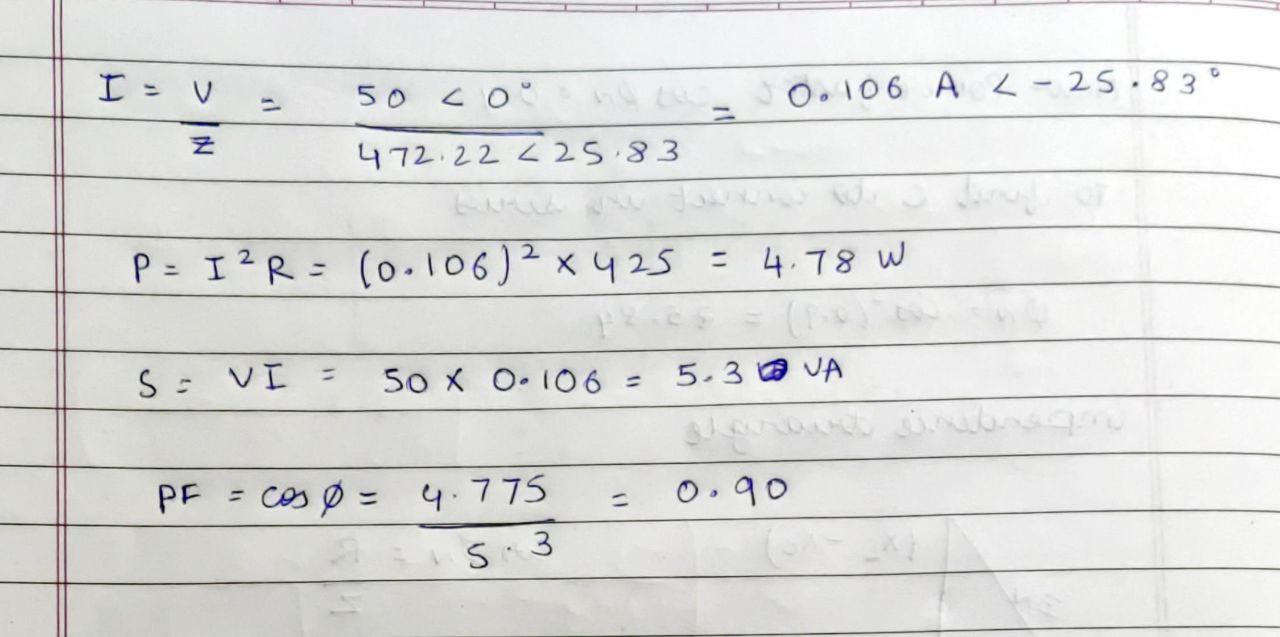 I = V/Z = 50 < 0° / 472.22 < 25.83 = 0.106 A < -25.83°
P = I²R = (0.106)² × 425 = 4.78 W
S = VI = 50 × 0.106 = 5.3 VA
PF = cos ø = 4.775 / 5.3 = 0.90